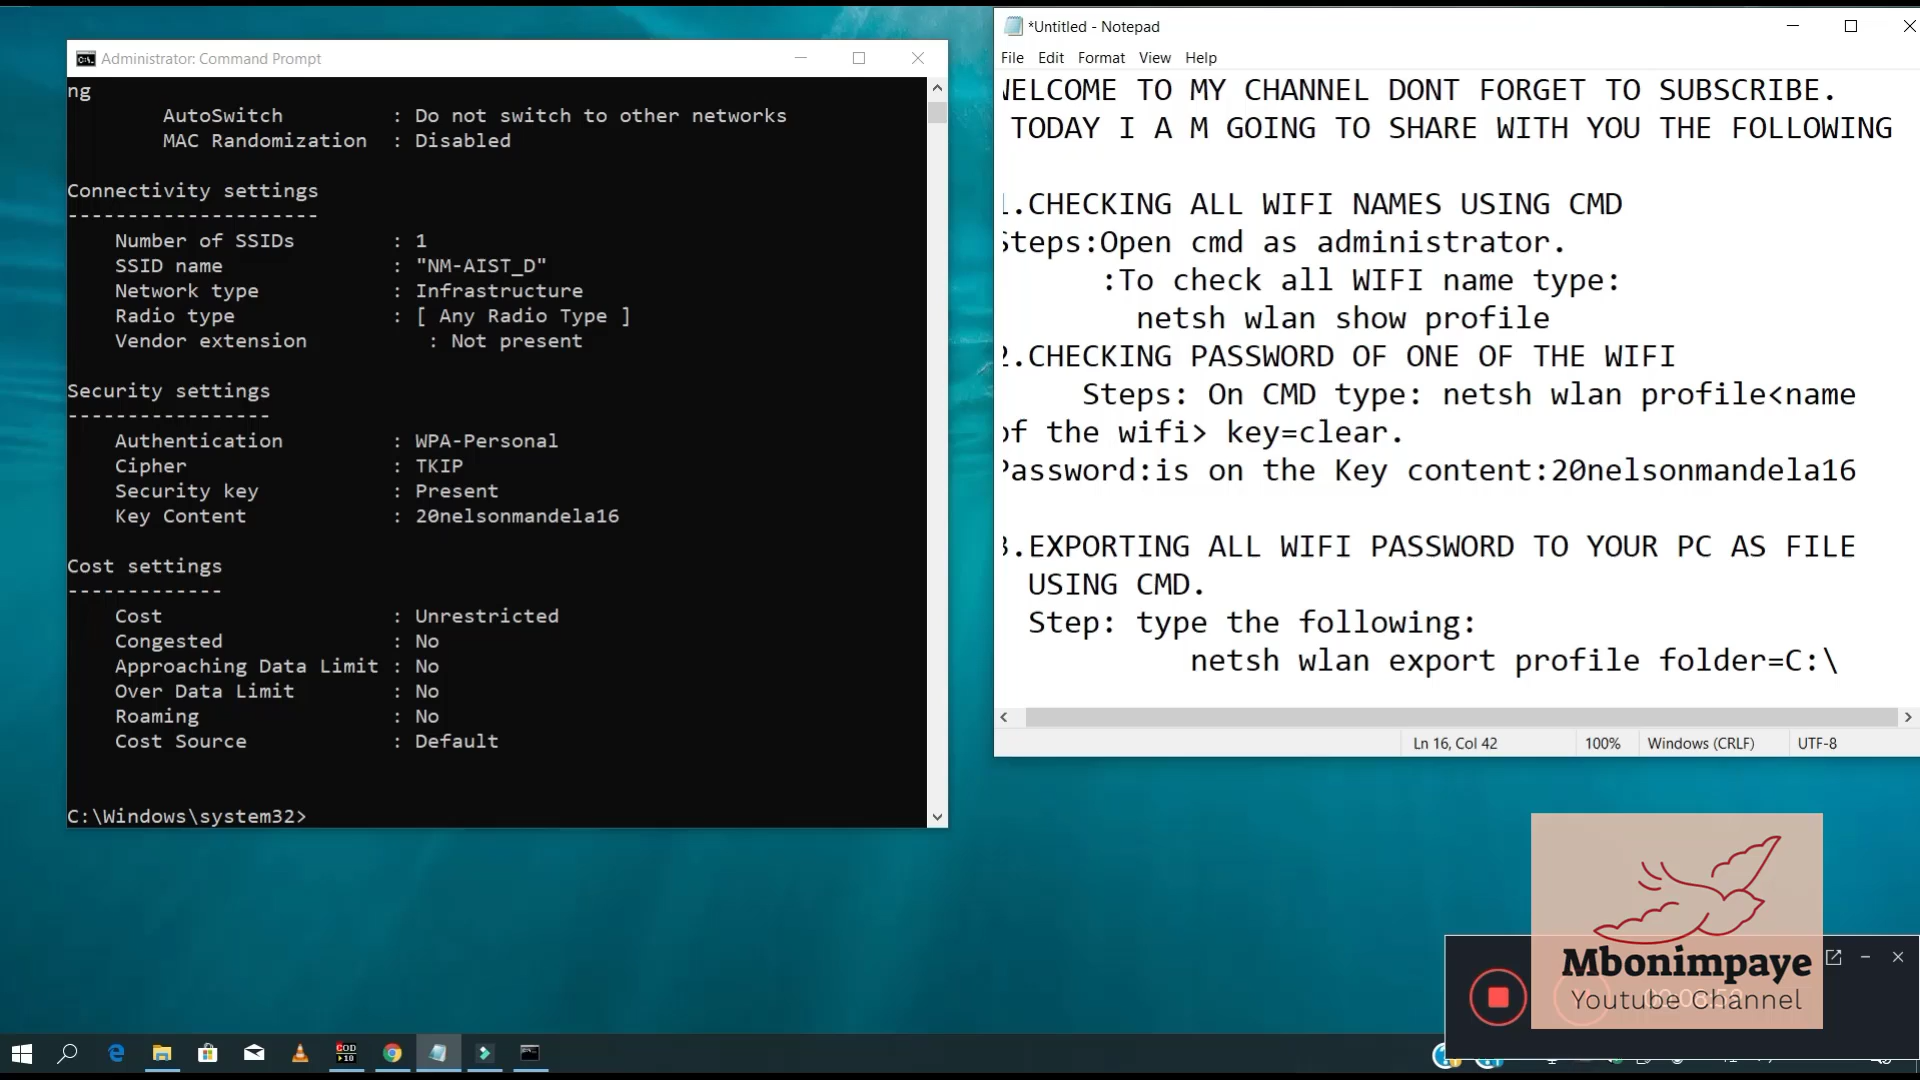 Administrator: Command Prompt
ng
AutoSwitch : Do not switch to other networks
MAC Randomization : Disabled
Connectivity settings
---------------------
Number of SSIDs : 1
SSID name : "NM-AIST_D"
Network type : Infrastructure
Radio type : [ Any Radio Type ]
Vendor extension : Not present
Security settings
-----------------
Authentication : WPA-Personal
Cipher : TKIP
Security key : Present
Key Content : 20nelsonmandela16
Cost settings
-------------
Cost : Unrestricted
Congested : No
Approaching Data Limit : No
Over Data Limit : No
Roaming : No
Cost Source : Default
C:\Windows\system32>
*Untitled - Notepad
File Edit Format View Help
WELCOME TO MY CHANNEL DONT FORGET TO SUBSCRIBE.
TODAY I A M GOING TO SHARE WITH YOU THE FOLLOWING
1.CHECKING ALL WIFI NAMES USING CMD
Steps:Open cmd as administrator.
:To check all WIFI name type:
netsh wlan show profile
2.CHECKING PASSWORD OF ONE OF THE WIFI
Steps: On CMD type: netsh wlan profile<name
of the wifi> key=clear.
Password:is on the Key content:20nelsonmandela16
3.EXPORTING ALL WIFI PASSWORD TO YOUR PC AS FILE
USING CMD.
Step: type the following:
netsh wlan export profile folder=C:\
Ln 16, Col 42 100% Windows (CRLF) UTF-8
Mbonimpaye
Youtube Channel
COD